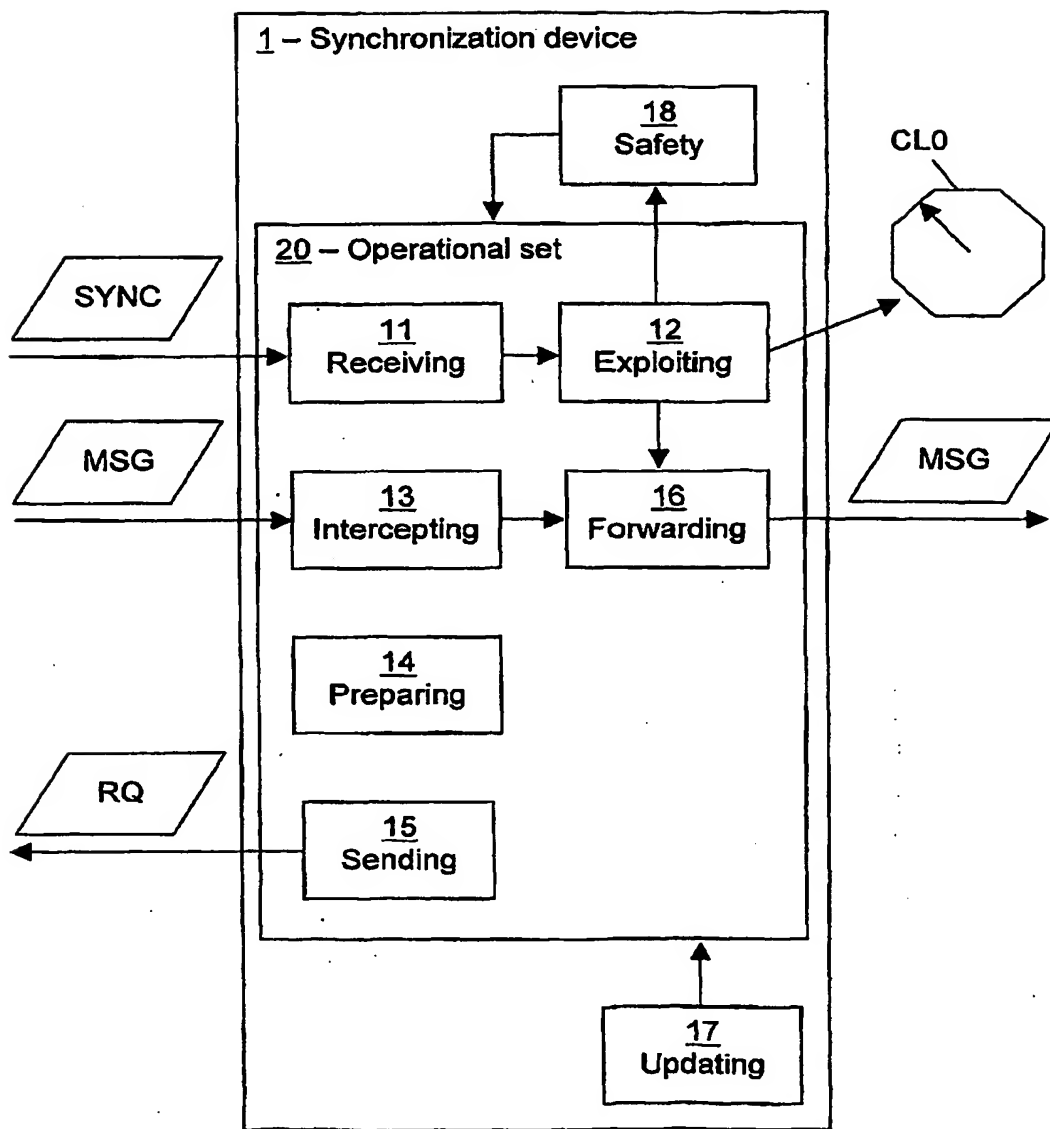 1 – Synchronization device
18
Safety
CL0
20 – Operational set
SYNC
11
Receiving
12
Exploiting
MSG
13
Intercepting
16
Forwarding
MSG
14
Preparing
RQ
15
Sending
17
Updating